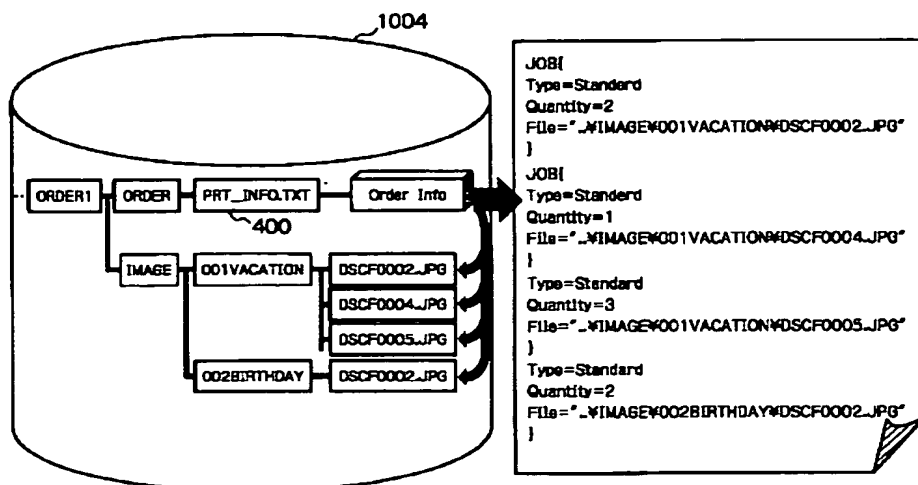 1004
ORDER1
ORDER
PRT_INFO.TXT
Order Info
400
IMAGE
001VACATION
DSCF0002.JPG
DSCF0004.JPG
DSCF0005.JPG
002BIRTHDAY
DSCF0002.JPG
JOB[
Type=Standerd
Quantity=2
File="..¥IMAGE¥001VACATION¥DSCF0002.JPG"
}
JOB[
Type=Standerd
Quantity=1
File="..¥IMAGE¥001VACATION¥DSCF0004.JPG"
}
Type=Standard
Quantity=3
File="..¥IMAGE¥001VACATION¥DSCF0005.JPG"
}
Type=Standard
Quantity=2
File="..¥IMAGE¥002BIRTHDAY¥DSCF0002.JPG"
}